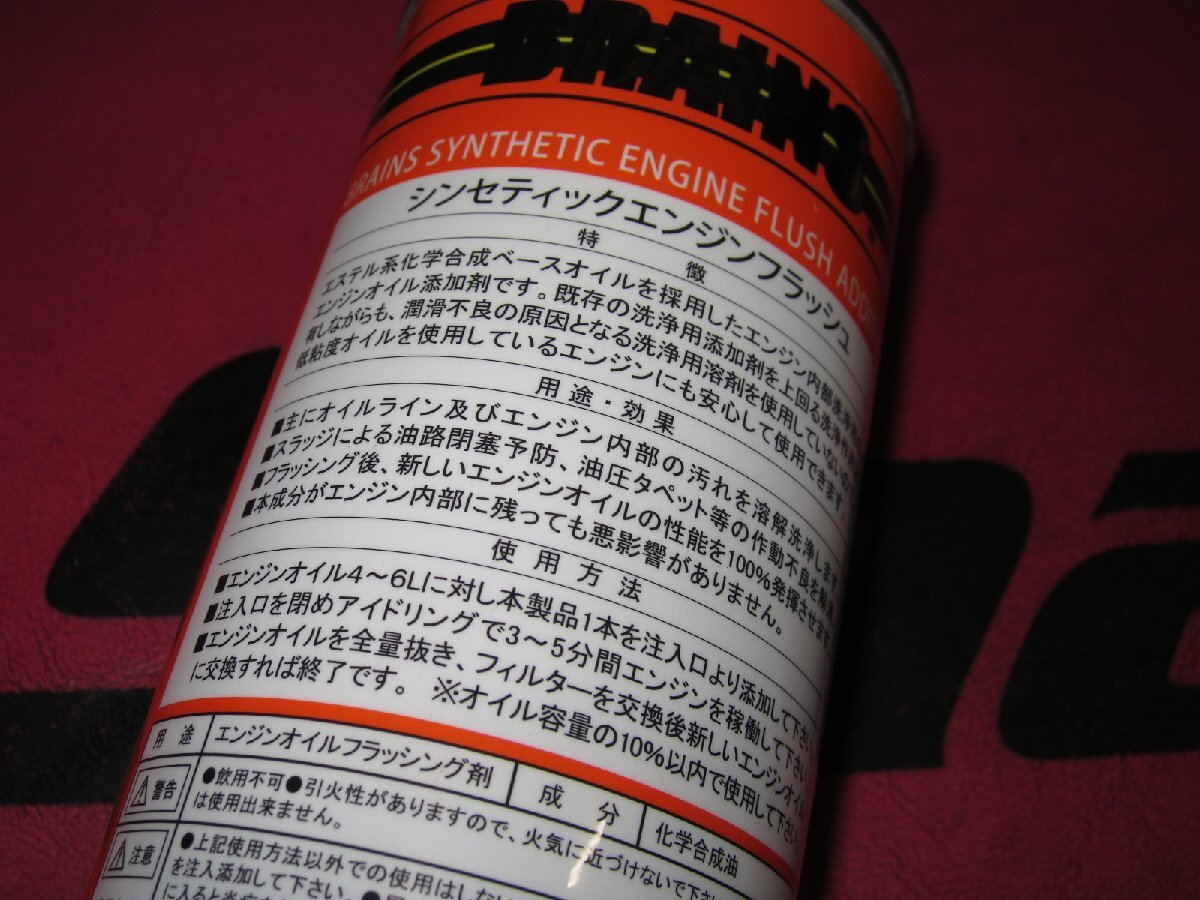 BRAINS
BRAINS SYNTHETIC ENGINE FLUSH
シンセティックエンジンフラッシュ
特 徴
エステル系化学合成ベースオイルを採用したエンジン内部洗浄
エンジンオイル添加剤です。既存の洗浄用添加剤を上回る洗浄
有しながらも、潤滑不良の原因となる洗浄用溶剤を使用していないの
低粘度オイルを使用しているエンジンにも安心して使用できます。
用途・効果
■主にオイルライン及びエンジン内部の汚れを溶解洗浄します
■スラッジによる油路閉塞予防、油圧タペット等の作動不良を
■フラッシング後、新しいエンジンオイルの性能を100%発揮させます
■本成分がエンジン内部に残っても悪影響がありません。
使用方法
■エンジンオイル4～6Lに対し本製品1本を注入口より添加して下さい
■注入口を閉めアイドリングで3～5分間エンジンを稼働して下さい
■エンジンオイルを全量抜き、フィルターを交換後新しいエンジンオイル
に交換すれば終了です。 ※オイル容量の10%以内で使用して下さい
用途 エンジンオイルフラッシング剤 成分 化学合成油
⚠警告 ●飲用不可●引火性がありますので、火気に近づけないで下
は使用出来ません。
⚠注意 ●上記使用方法以外での使用はしない
を注入添加して下さい。